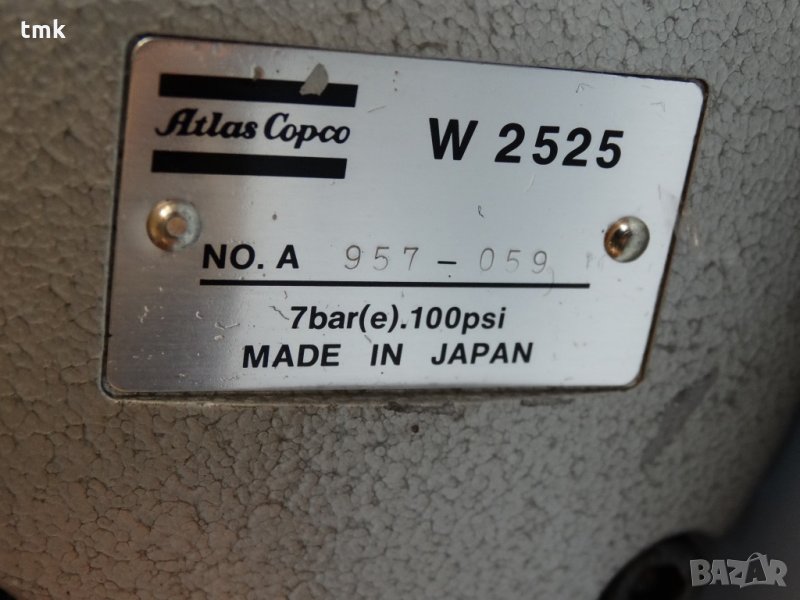 tmk
Atlas Copco
W 2525
NO. A 957-059
7bar(e).100psi
MADE IN JAPAN
BAZAR